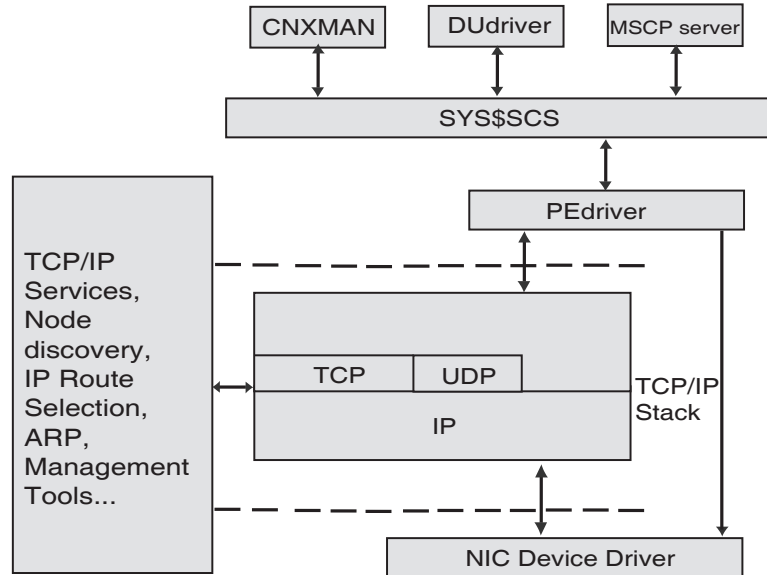 CNXMAN
DUdriver
MSCP server
SYS$SCS
PEdriver
TCP/IP
Services,
Node
discovery,
IP Route
Selection,
ARP,
Management
Tools...
TCP
UDP
IP
TCP/IP
Stack
NIC Device Driver